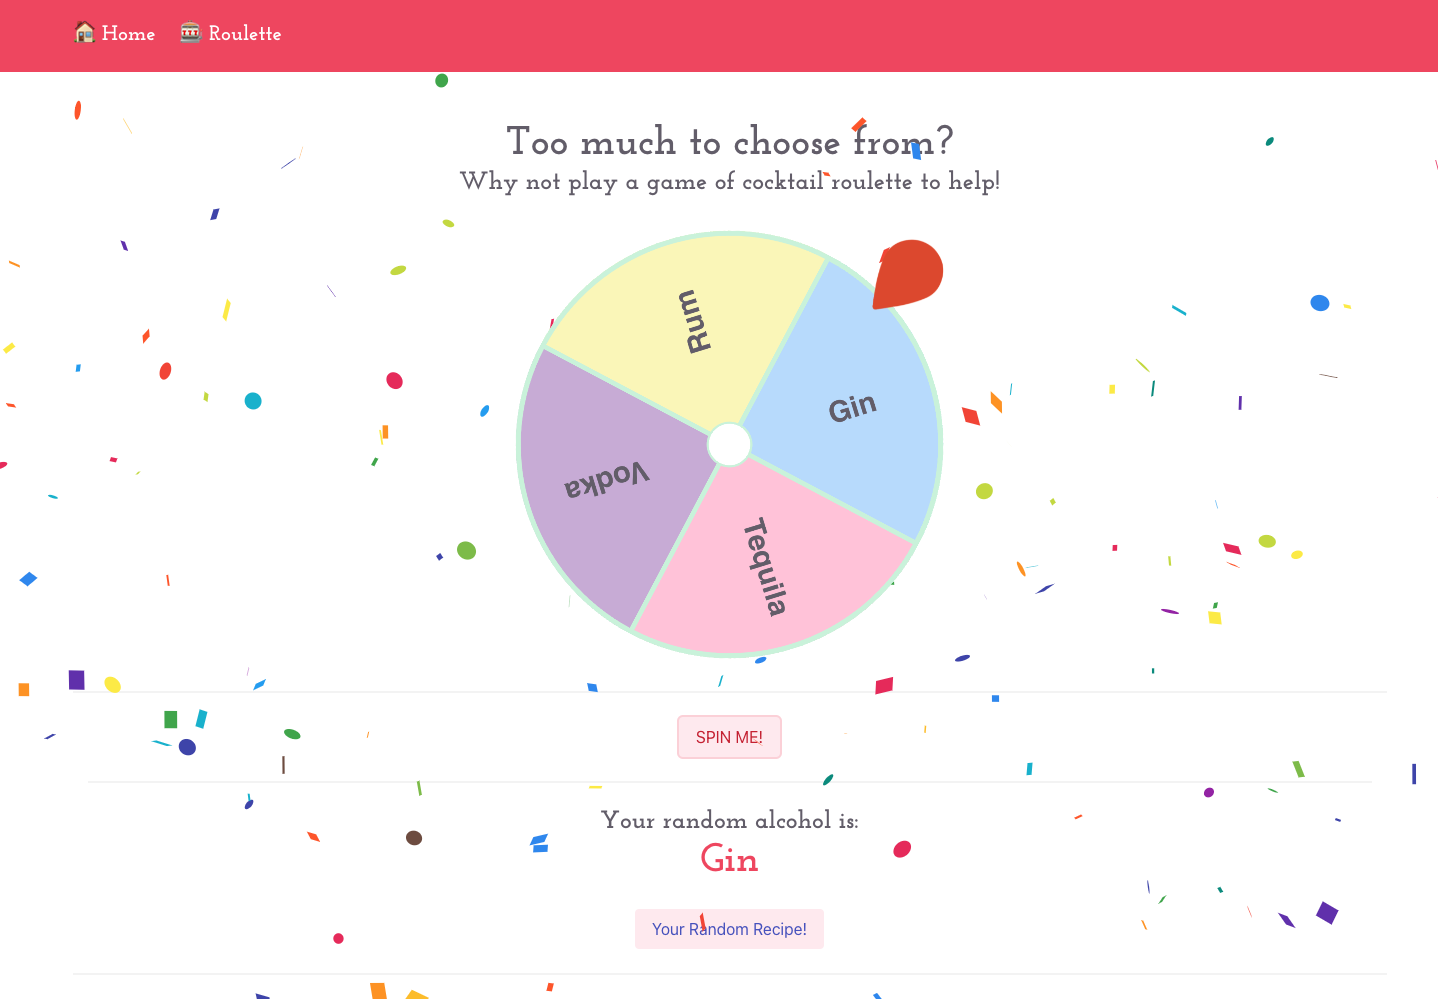 🏠 Home 🎰 Roulette
Too much to choose from?
Why not play a game of cocktail roulette to help!
Rum
Gin
Vodka
Tequila
SPIN ME!
Your random alcohol is:
Gin
Your Random Recipe!